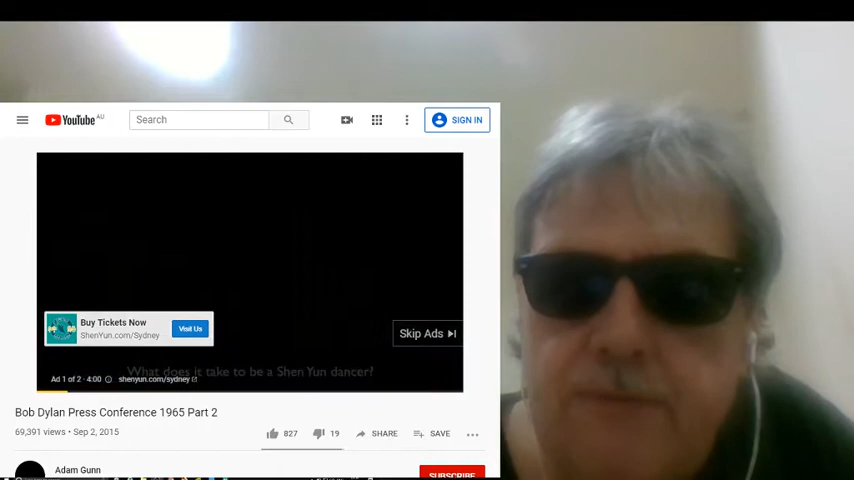 YouTube AU
Search
SIGN IN
Buy Tickets Now
ShenYun.com/Sydney
Visit Us
Skip Ads
What does it take to be a Shen Yun dancer?
Ad 1 of 2 · 4:00
shenyun.com/sydney
Bob Dylan Press Conference 1965 Part 2
69,391 views • Sep 2, 2015
827
19
SHARE
SAVE
Adam Gunn
SUBSCRIBE